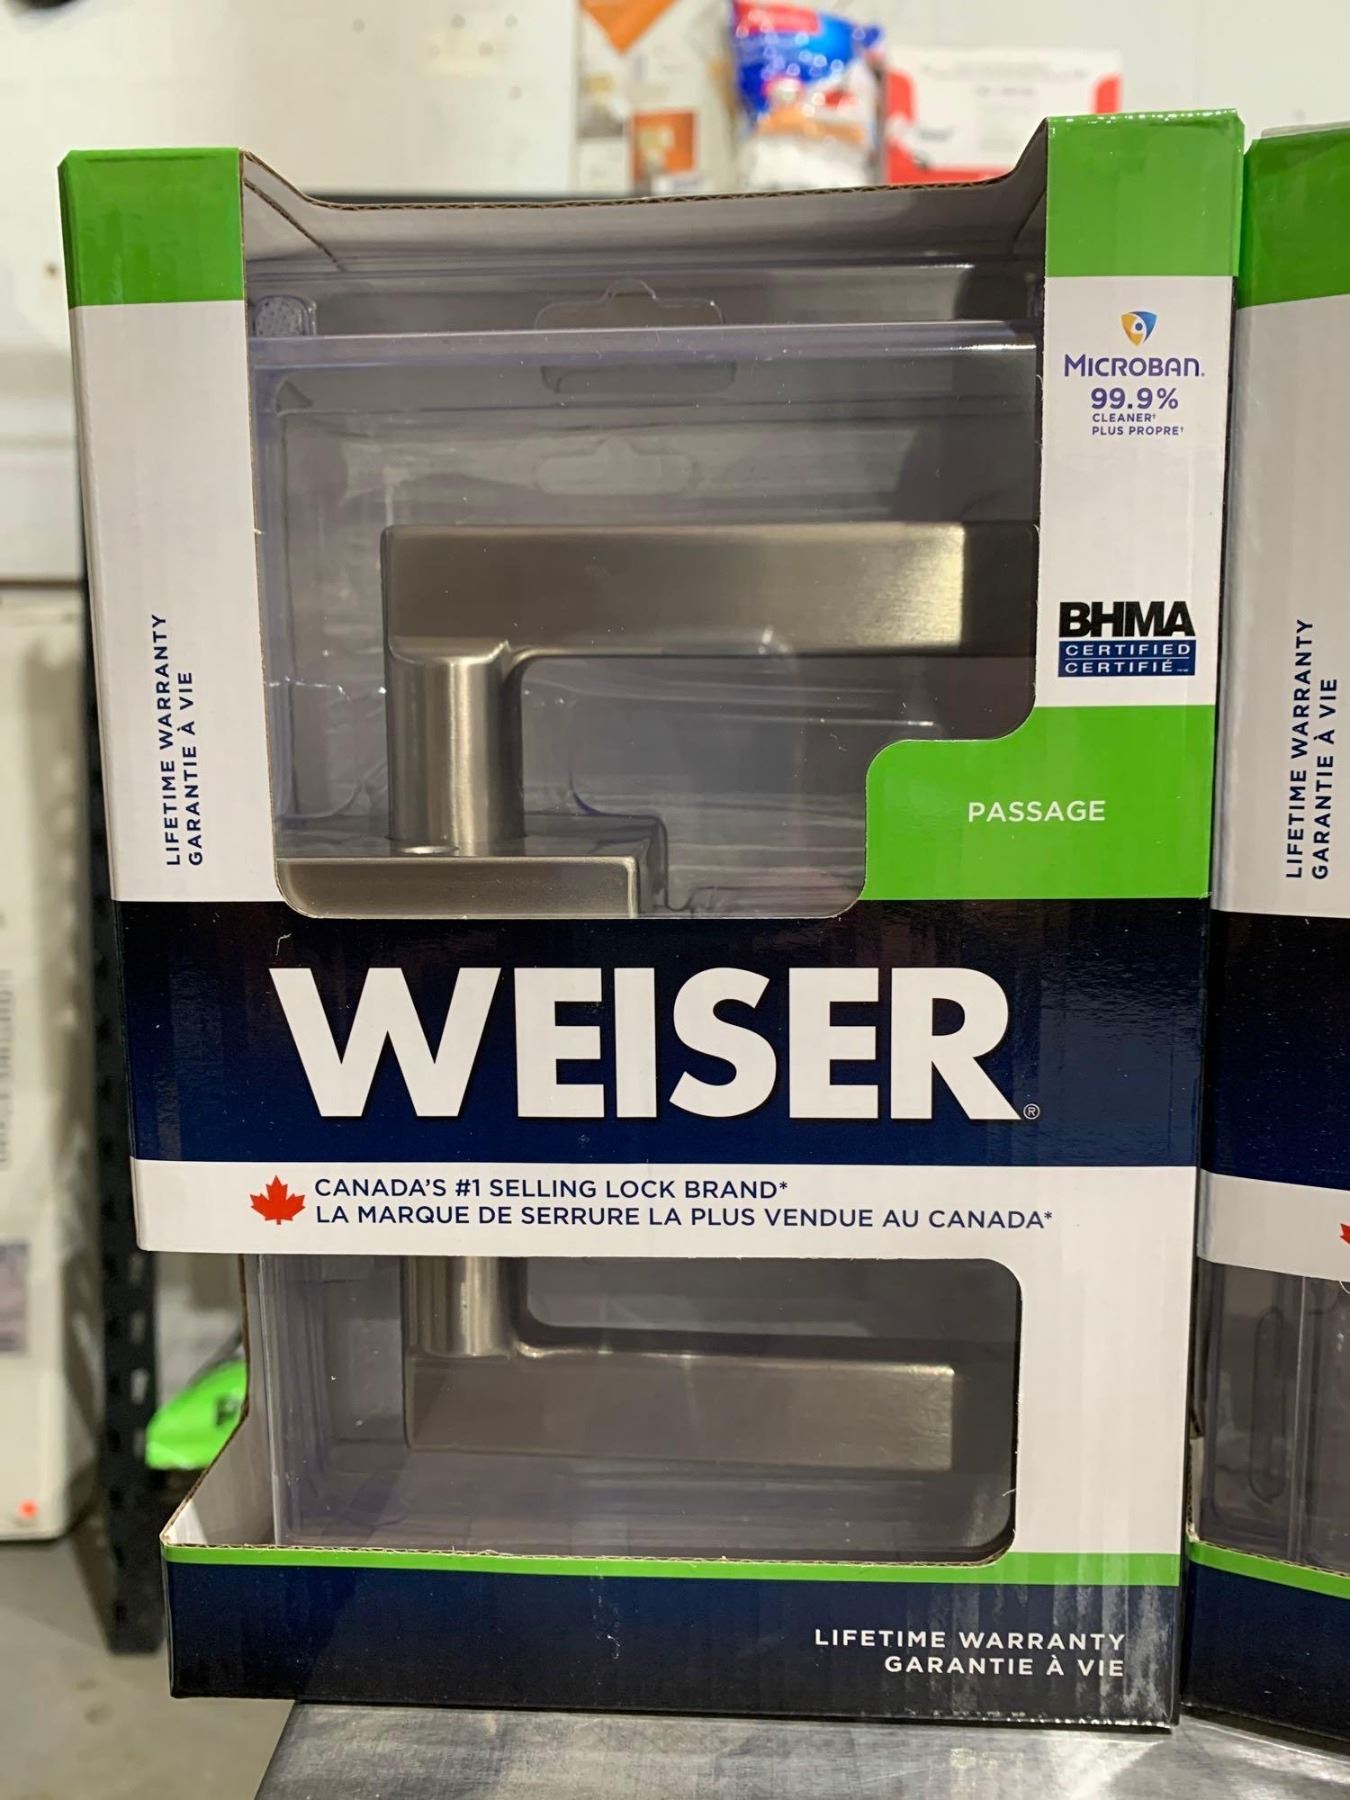 MICROBAN.
99.9%
CLEANER†
PLUS PROPRE†
BHMA
CERTIFIED
CERTIFIÉ
LIFETIME WARRANTY
GARANTIE À VIE
PASSAGE
WEISER®
CANADA'S #1 SELLING LOCK BRAND*
LA MARQUE DE SERRURE LA PLUS VENDUE AU CANADA*
LIFETIME WARRANTY
GARANTIE À VIE
LIFETIME WARRANTY
GARANTIE À VIE